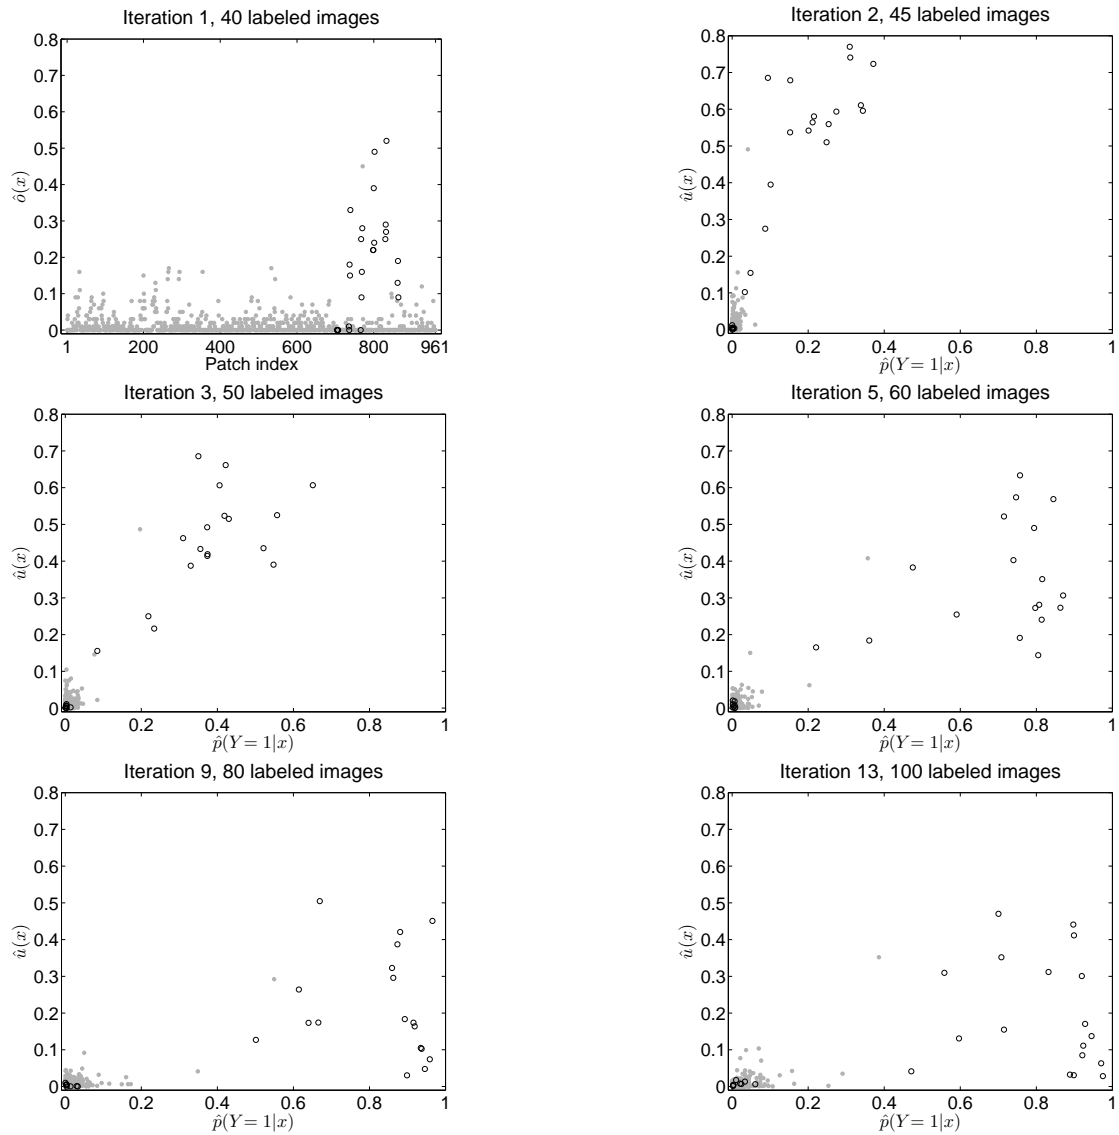 Iteration 1, 40 labeled images
0.8
0.7
0.6
0.5
0.4
0.3
0.2
0.1
0
ô(x)
1 200 400 600 800 961
Patch index
Iteration 2, 45 labeled images
0.8
0.7
0.6
0.5
0.4
0.3
0.2
0.1
0
û(x)
0 0.2 0.4 0.6 0.8 1
p̂(Y = 1|x)
Iteration 3, 50 labeled images
0.8
0.7
0.6
0.5
0.4
0.3
0.2
0.1
0
û(x)
0 0.2 0.4 0.6 0.8 1
p̂(Y = 1|x)
Iteration 5, 60 labeled images
0.8
0.7
0.6
0.5
0.4
0.3
0.2
0.1
0
û(x)
0 0.2 0.4 0.6 0.8 1
p̂(Y = 1|x)
Iteration 9, 80 labeled images
0.8
0.7
0.6
0.5
0.4
0.3
0.2
0.1
0
û(x)
0 0.2 0.4 0.6 0.8 1
p̂(Y = 1|x)
Iteration 13, 100 labeled images
0.8
0.7
0.6
0.5
0.4
0.3
0.2
0.1
0
û(x)
0 0.2 0.4 0.6 0.8 1
p̂(Y = 1|x)